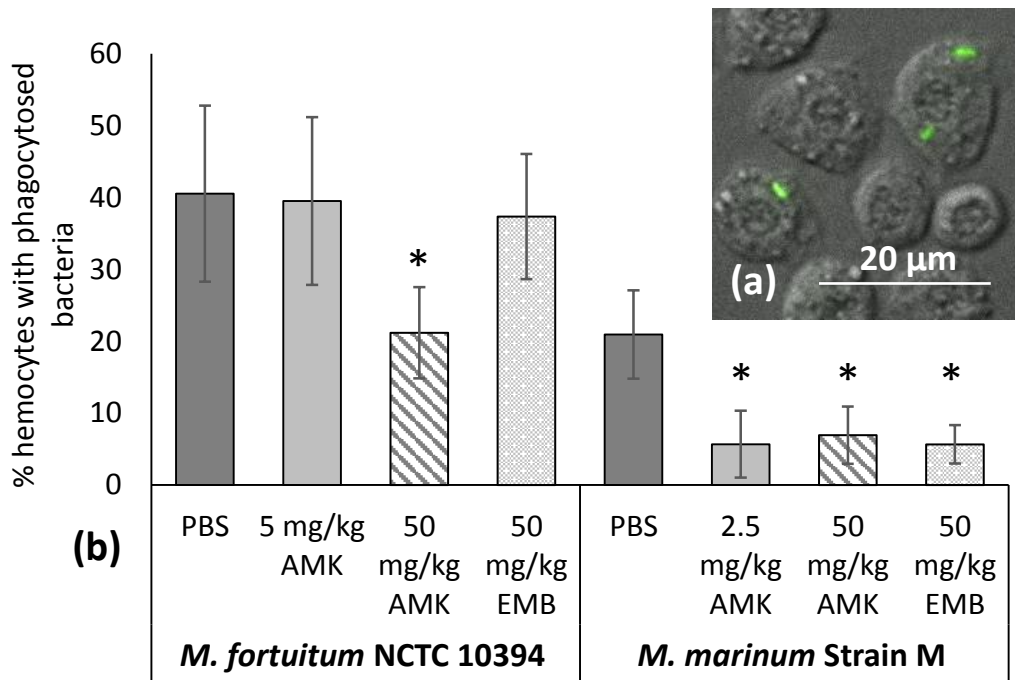 % hemocytes with phagocytosed
bacteria
60
50
40
30
20
10
0
*
*
*
*
20 µm
(a)
(b)
PBS
5 mg/kg
AMK
50
mg/kg
AMK
50
mg/kg
EMB
PBS
2.5
mg/kg
AMK
50
mg/kg
AMK
50
mg/kg
EMB
M. fortuitum NCTC 10394
M. marinum Strain M